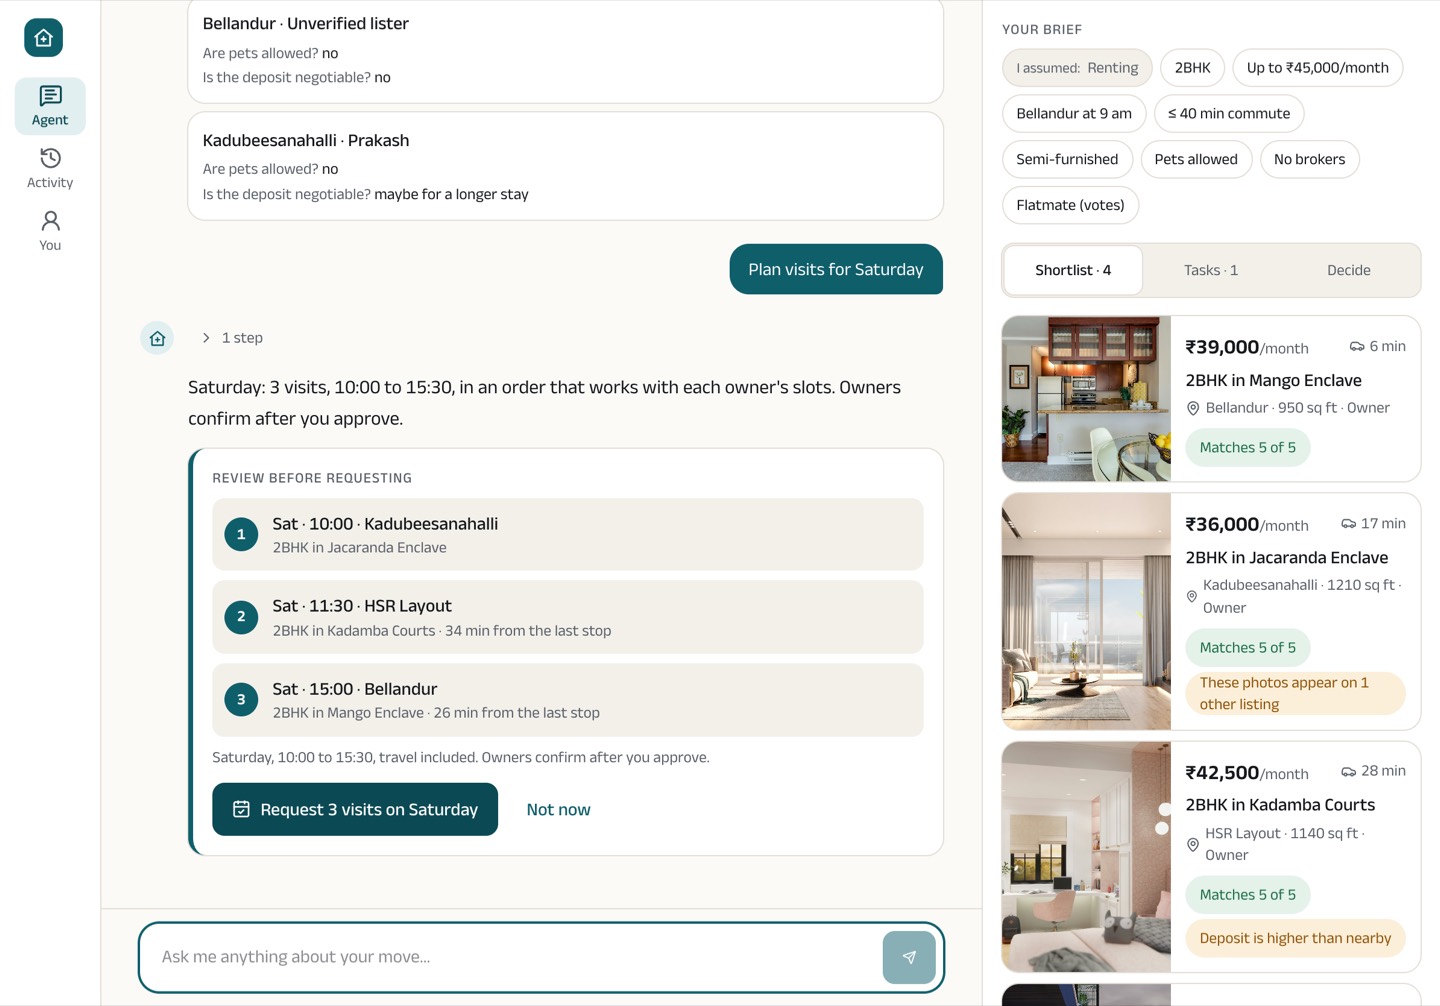 Agent
Activity
You
Bellandur · Unverified lister
Are pets allowed? no
Is the deposit negotiable? no
Kadubeesanahalli · Prakash
Are pets allowed? no
Is the deposit negotiable? maybe for a longer stay
Plan visits for Saturday
1 step
Saturday: 3 visits, 10:00 to 15:30, in an order that works with each owner's slots. Owners
confirm after you approve.
REVIEW BEFORE REQUESTING
1
Sat · 10:00 · Kadubeesanahalli
2BHK in Jacaranda Enclave
2
Sat · 11:30 · HSR Layout
2BHK in Kadamba Courts · 34 min from the last stop
3
Sat · 15:00 · Bellandur
2BHK in Mango Enclave · 26 min from the last stop
Saturday, 10:00 to 15:30, travel included. Owners confirm after you approve.
Request 3 visits on Saturday
Not now
Ask me anything about your move...
YOUR BRIEF
I assumed: Renting
2BHK
Up to ₹45,000/month
Bellandur at 9 am
≤ 40 min commute
Semi-furnished
Pets allowed
No brokers
Flatmate (votes)
Shortlist · 4
Tasks · 1
Decide
₹39,000/month
6 min
2BHK in Mango Enclave
Bellandur · 950 sq ft · Owner
Matches 5 of 5
₹36,000/month
17 min
2BHK in Jacaranda Enclave
Kadubeesanahalli · 1210 sq ft ·
Owner
Matches 5 of 5
These photos appear on 1
other listing
₹42,500/month
28 min
2BHK in Kadamba Courts
HSR Layout · 1140 sq ft ·
Owner
Matches 5 of 5
Deposit is higher than nearby